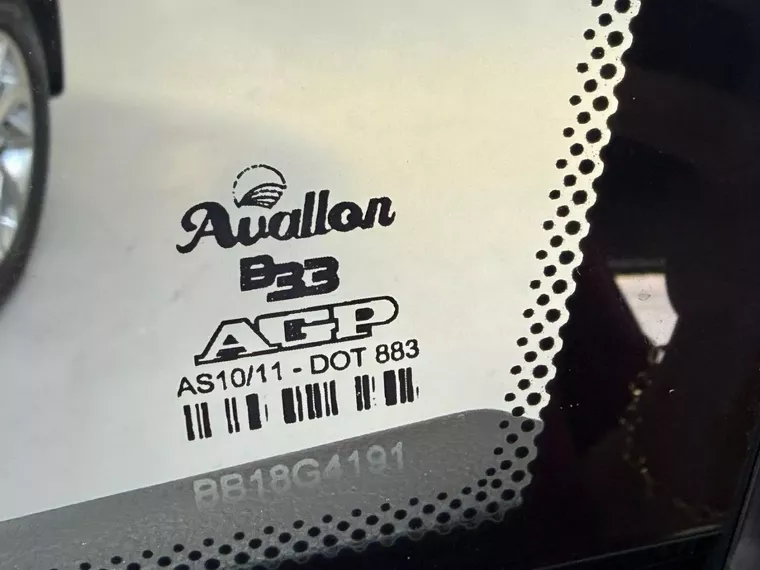 Avallon
B33
AGP
AS10/11 - DOT 883
BB18G4191